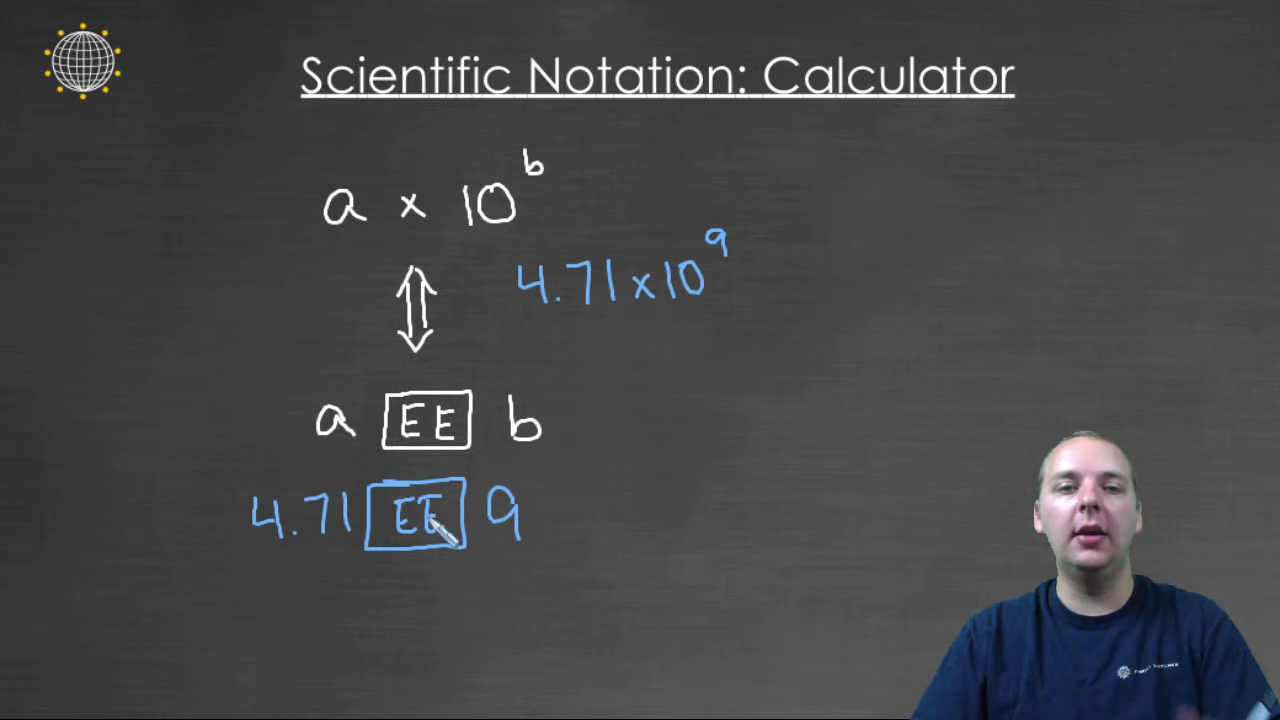 Scientific Notation: Calculator
a × 10^b
4.71 × 10^9
a EE b
4.71 EE 9